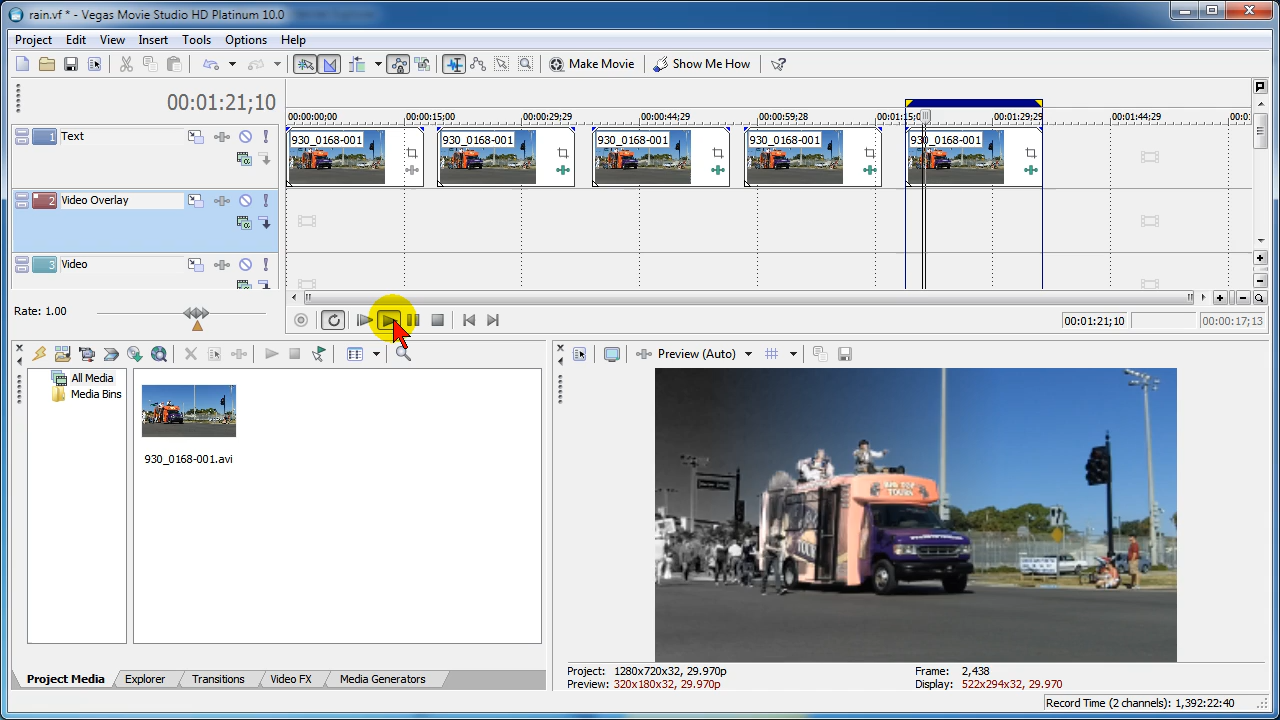 rain.vf * - Vegas Movie Studio HD Platinum 10.0
Project Edit View Insert Tools Options Help
Make Movie Show Me How
00:01:21;10
00:00:00;00 00:00:15;00 00:00:29;29 00:00:44;29 00:00:59;28 00:01:15;0 00:01:29;29 00:01:44;29 00:0
1 Text
930_0168-001 930_0168-001 930_0168-001 930_0168-001 930_0168-001
2 Video Overlay
3 Video
Rate: 1.00
00:01:21;10 00:00:17;13
Preview (Auto)
All Media
Media Bins
930_0168-001.avi
BIG TOP
TOURS
Project: 1280x720x32, 29.970p Frame: 2,438
Preview: 320x180x32, 29.970p Display: 522x294x32, 29.970
Project Media Explorer Transitions Video FX Media Generators
Record Time (2 channels): 1,392:22:40